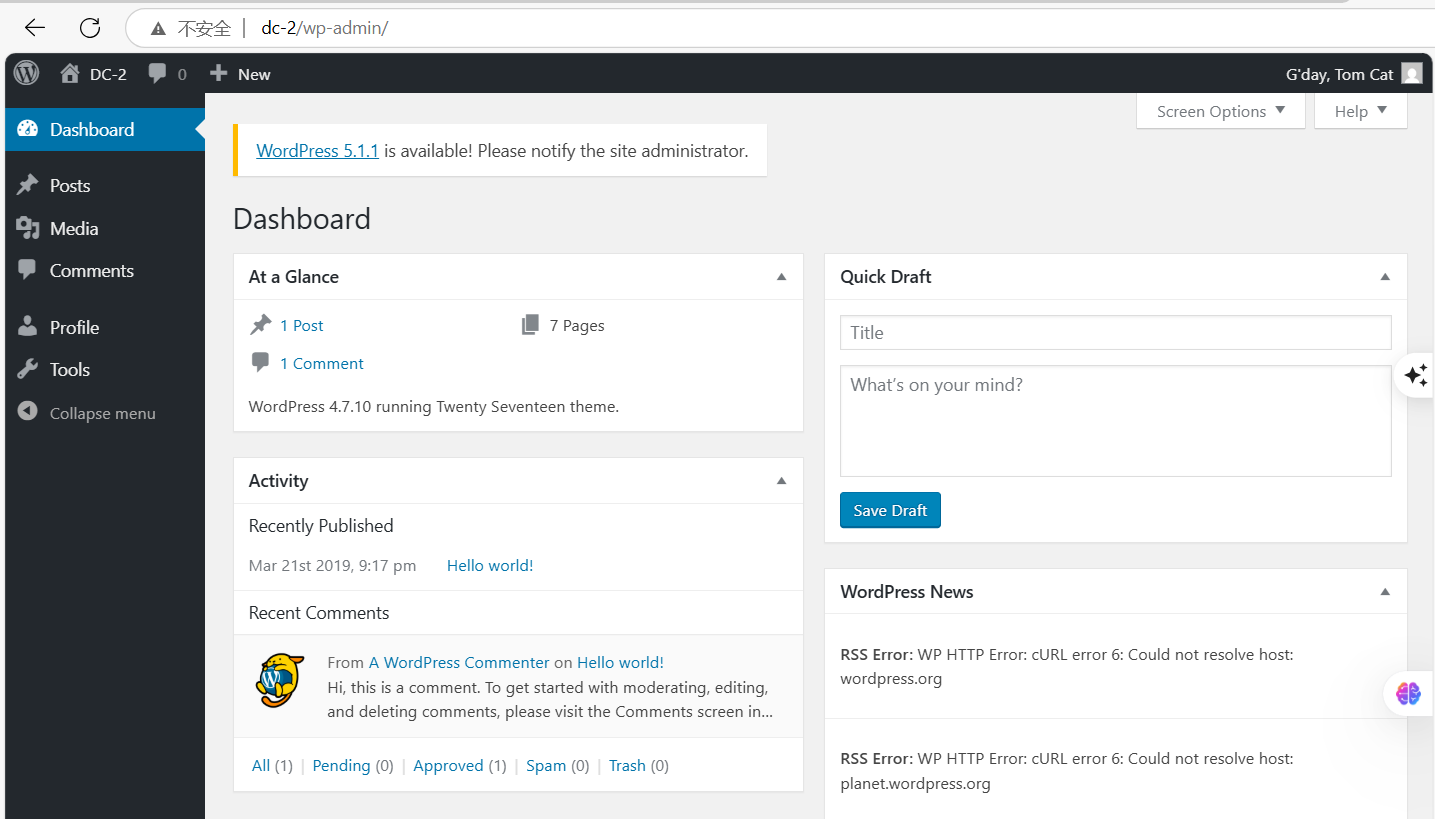 不安全 | dc-2/wp-admin/
DC-2 0 New G'day, Tom Cat
Screen Options Help
Dashboard
Posts
Media
Comments
Profile
Tools
Collapse menu
WordPress 5.1.1 is available! Please notify the site administrator.
Dashboard
At a Glance
1 Post 7 Pages
1 Comment
WordPress 4.7.10 running Twenty Seventeen theme.
Activity
Recently Published
Mar 21st 2019, 9:17 pm Hello world!
Recent Comments
From A WordPress Commenter on Hello world!
Hi, this is a comment. To get started with moderating, editing,
and deleting comments, please visit the Comments screen in...
All (1) | Pending (0) | Approved (1) | Spam (0) | Trash (0)
Quick Draft
Title
What's on your mind?
Save Draft
WordPress News
RSS Error: WP HTTP Error: cURL error 6: Could not resolve host:
wordpress.org
RSS Error: WP HTTP Error: cURL error 6: Could not resolve host:
planet.wordpress.org